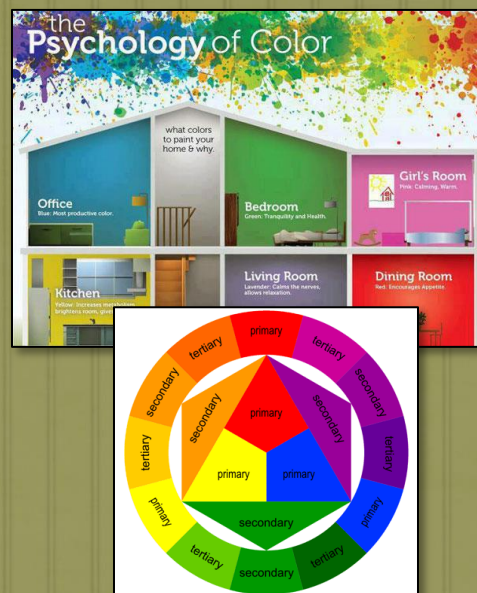 the
Psychology of Color
what colors
to paint your
home & why.
Office
Blue: Most productive color.
Bedroom
Green: Tranquility and Health.
Girl's Room
Pink: Calming, Warm.
Kitchen
Yellow: Increases metabolism
brightens room, give
Living Room
Lavender: Calms the nerves,
allows relaxation.
Dining Room
Red: Encourages Appetite.
primary
tertiary
tertiary
secondary
secondary
secondary
primary
secondary
tertiary
tertiary
primary
primary
primary
primary
secondary
tertiary
tertiary
secondary